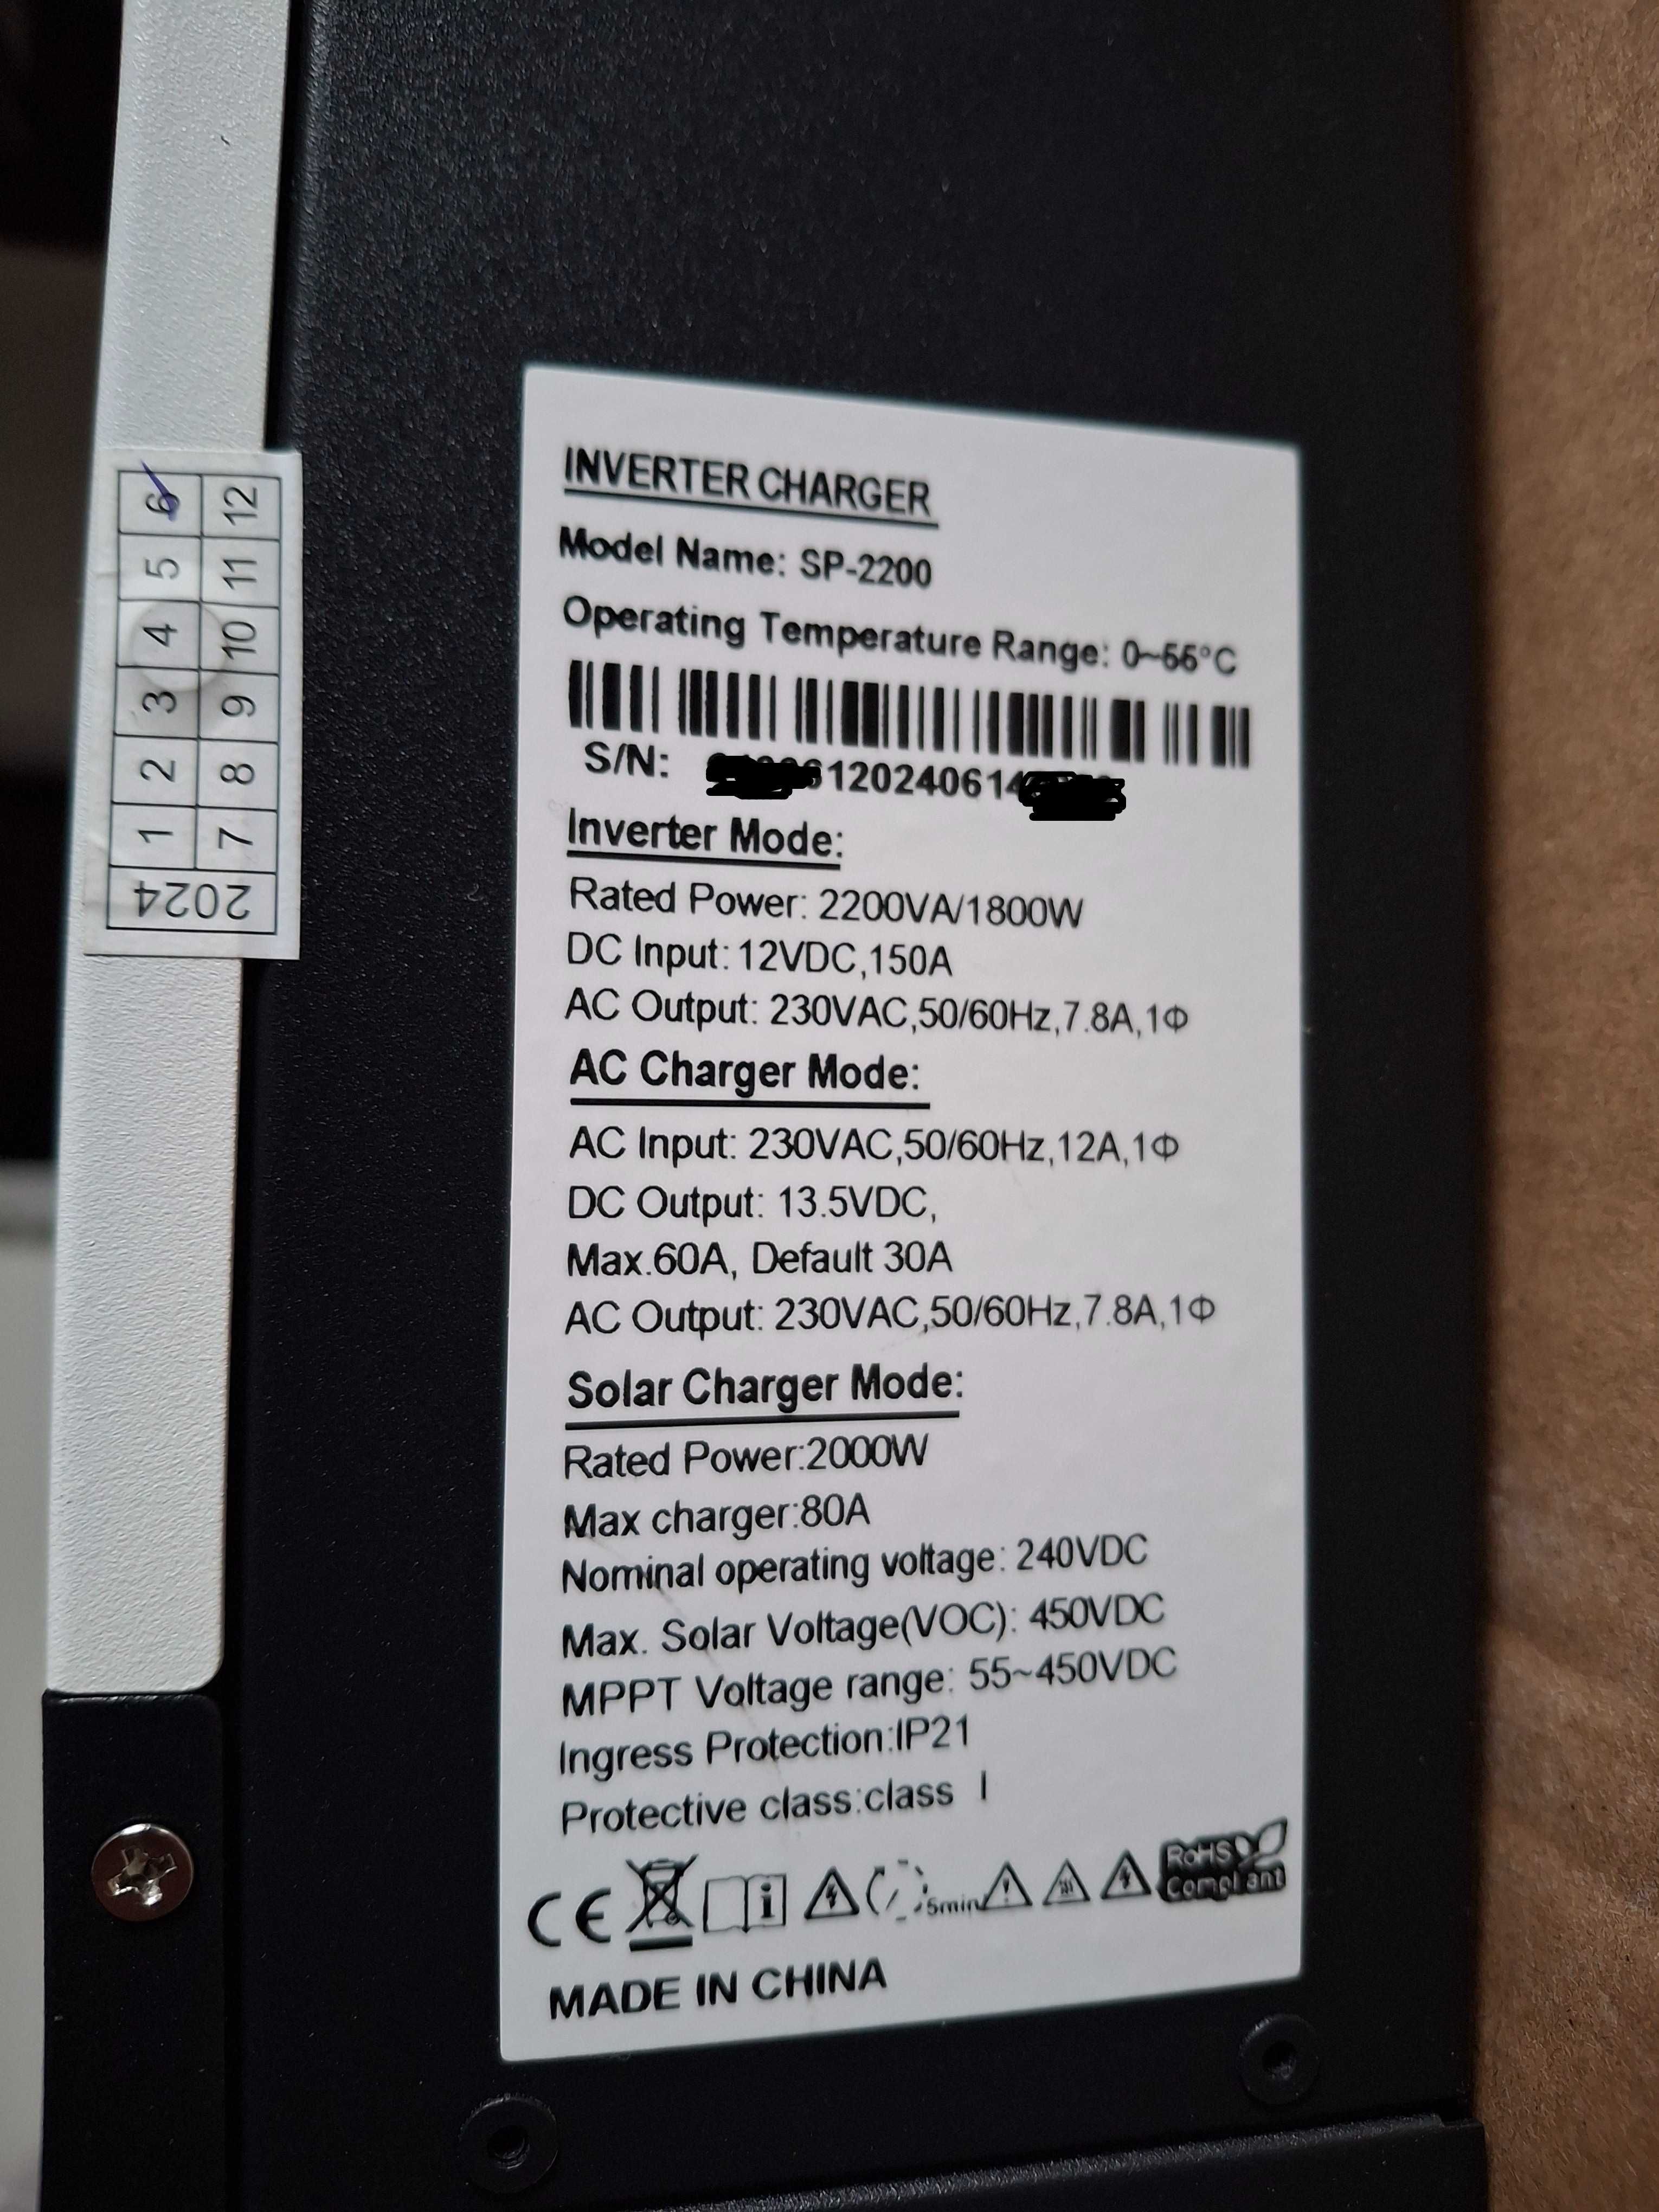 INVERTER CHARGER
Model Name: SP-2200
Operating Temperature Range: 0~55°C
S/N: 12024061
Inverter Mode:
Rated Power: 2200VA/1800W
DC Input: 12VDC,150A
AC Output: 230VAC,50/60Hz,7.8A,1Φ
AC Charger Mode:
AC Input: 230VAC,50/60Hz,12A,1Φ
DC Output: 13.5VDC,
Max.60A, Default 30A
AC Output: 230VAC,50/60Hz,7.8A,1Φ
Solar Charger Mode:
Rated Power:2000W
Max charger:80A
Nominal operating voltage: 240VDC
Max. Solar Voltage(VOC): 450VDC
MPPT Voltage range: 55~450VDC
Ingress Protection:IP21
Protective class:class I
CE 5min RoHS
Compliant
MADE IN CHINA
2024
1 2 3 4 5 6
7 8 9 10 11 12